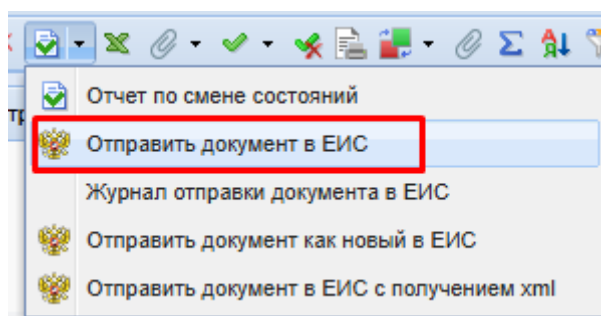 Отчет по смене состояний
Отправить документ в ЕИС
Журнал отправки документа в ЕИС
Отправить документ как новый в ЕИС
Отправить документ в ЕИС с получением xml